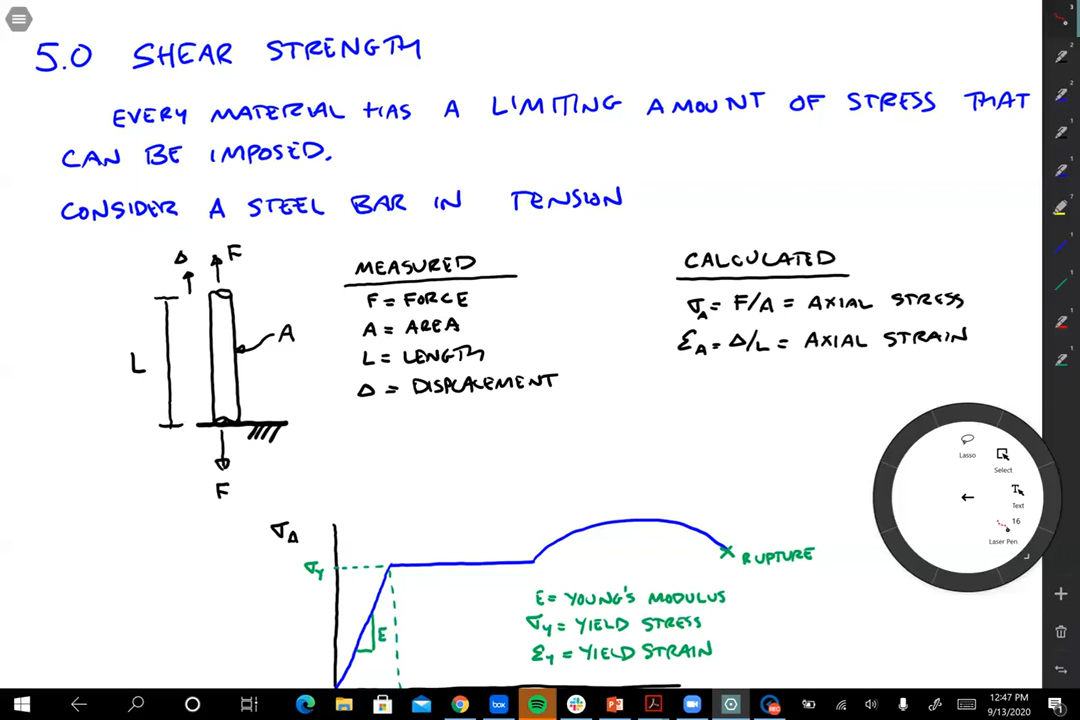 5.0 SHEAR STRENGTH
EVERY MATERIAL HAS A LIMITING AMOUNT OF STRESS THAT
CAN BE IMPOSED.
CONSIDER A STEEL BAR IN TENSION
Δ F
L
A
F
MEASURED
F = FORCE
A = AREA
L = LENGTH
Δ = DISPLACEMENT
CALCULATED
σA = F/A = AXIAL STRESS
εA = Δ/L = AXIAL STRAIN
Lasso
Select
Text
16
Laser Pen
σA
σy
E
RUPTURE
E = YOUNG'S MODULUS
σy = YIELD STRESS
εy = YIELD STRAIN
12:47 PM
9/13/2020